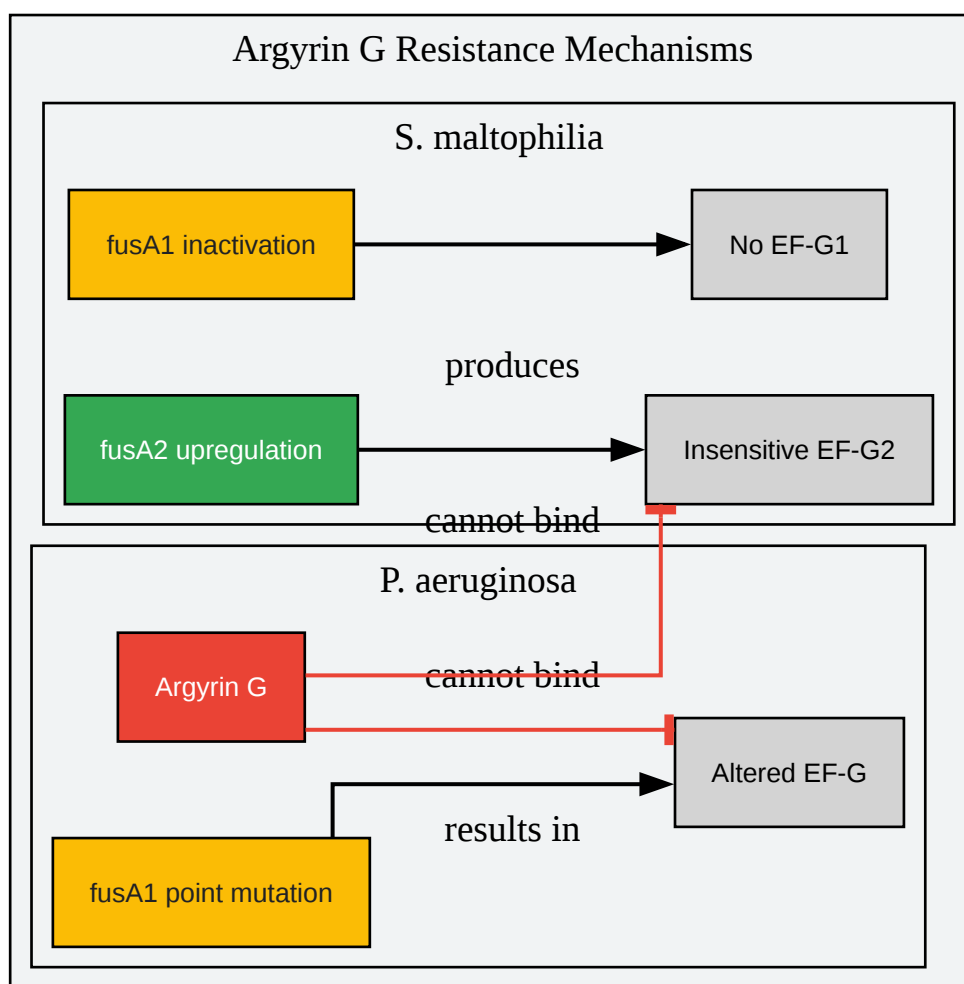 Argyrin G Resistance Mechanisms
S. maltophilia
fusA1 inactivation
No EF-G1
produces
fusA2 upregulation
Insensitive EF-G2
cannot bind
P. aeruginosa
Argyrin G
cannot bind
Altered EF-G
results in
fusA1 point mutation